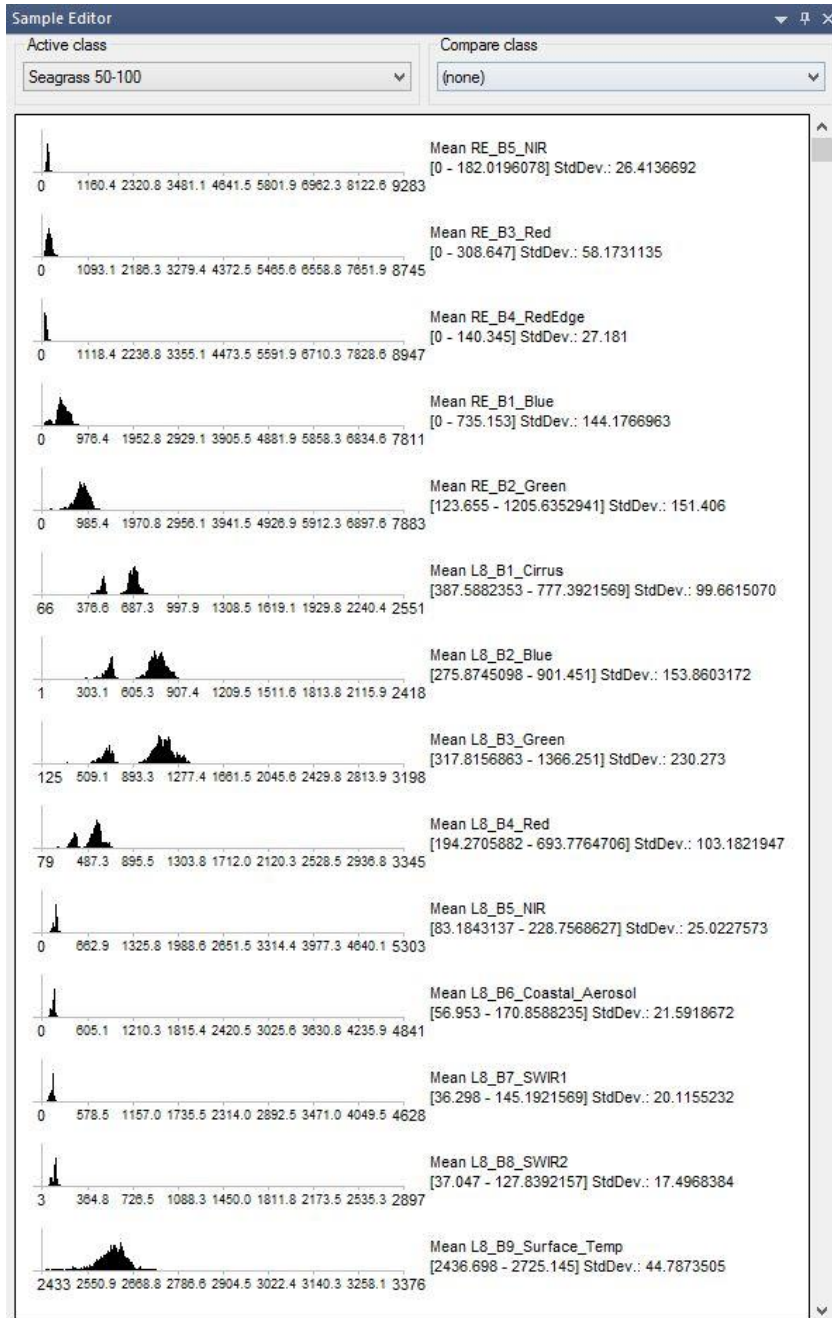 Sample Editor
Active class
Compare class
Seagrass 50-100
(none)
Mean RE_B5_NIR
[0 - 182.0196078] StdDev.: 26.4136692
0 1160.4 2320.8 3481.1 4641.5 5801.9 6962.3 8122.6 9283
Mean RE_B3_Red
[0 - 308.647] StdDev.: 58.1731135
0 1093.1 2186.3 3279.4 4372.5 5465.6 6558.8 7651.9 8745
Mean RE_B4_RedEdge
[0 - 140.345] StdDev.: 27.181
0 1118.4 2236.8 3355.1 4473.5 5591.9 6710.3 7828.6 8947
Mean RE_B1_Blue
[0 - 735.153] StdDev.: 144.1766963
0 976.4 1952.8 2929.1 3905.5 4881.9 5858.3 6834.6 7811
Mean RE_B2_Green
[123.655 - 1205.6352941] StdDev.: 151.406
0 985.4 1970.8 2956.1 3941.5 4926.9 5912.3 6897.6 7883
Mean L8_B1_Cirrus
[387.5882353 - 777.3921569] StdDev.: 99.6615070
66 376.6 687.3 997.9 1308.5 1619.1 1929.8 2240.4 2551
Mean L8_B2_Blue
[275.8745098 - 901.451] StdDev.: 153.8603172
1 303.1 605.3 907.4 1209.5 1511.6 1813.8 2115.9 2418
Mean L8_B3_Green
[317.8156863 - 1366.251] StdDev.: 230.273
125 509.1 893.3 1277.4 1661.5 2045.6 2429.8 2813.9 3198
Mean L8_B4_Red
[194.2705882 - 693.7764706] StdDev.: 103.1821947
79 487.3 895.5 1303.8 1712.0 2120.3 2528.5 2936.8 3345
Mean L8_B5_NIR
[83.1843137 - 228.7568627] StdDev.: 25.0227573
0 662.9 1325.8 1988.6 2651.5 3314.4 3977.3 4640.1 5303
Mean L8_B6_Coastal_Aerosol
[56.953 - 170.8588235] StdDev.: 21.5918672
0 605.1 1210.3 1815.4 2420.5 3025.6 3630.8 4235.9 4841
Mean L8_B7_SWIR1
[36.298 - 145.1921569] StdDev.: 20.1155232
0 578.5 1157.0 1735.5 2314.0 2892.5 3471.0 4049.5 4628
Mean L8_B8_SWIR2
[37.047 - 127.8392157] StdDev.: 17.4968384
3 364.8 726.5 1088.3 1450.0 1811.8 2173.5 2535.3 2897
Mean L8_B9_Surface_Temp
[2436.698 - 2725.145] StdDev.: 44.7873505
2433 2550.9 2668.8 2786.6 2904.5 3022.4 3140.3 3258.1 3376